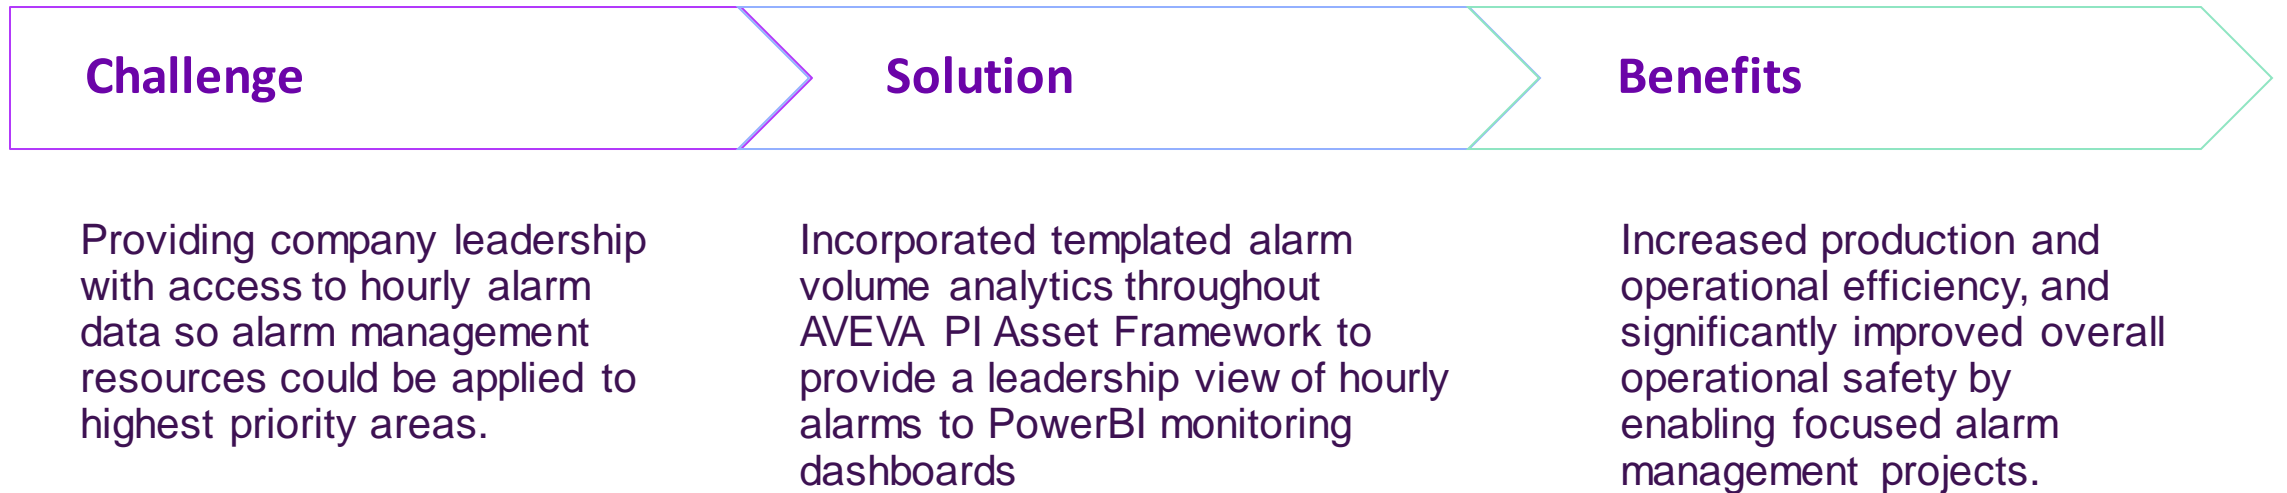 Challenge
Solution
Benefits
Providing company leadership
with access to hourly alarm
data so alarm management
resources could be applied to
highest priority areas.
Incorporated templated alarm
volume analytics throughout
AVEVA PI Asset Framework to
provide a leadership view of hourly
alarms to PowerBI monitoring
dashboards
Increased production and
operational efficiency, and
significantly improved overall
operational safety by
enabling focused alarm
management projects.